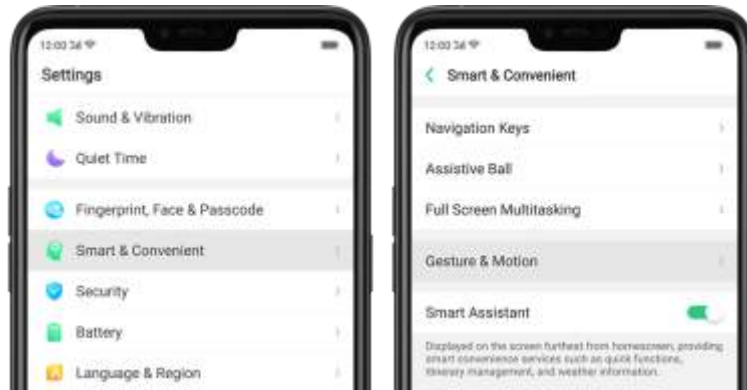 12:00
Settings
Sound & Vibration
Quiet Time
Fingerprint, Face & Passcode
Smart & Convenient
Security
Battery
Language & Region
12:00
Smart & Convenient
Navigation Keys
Assistive Ball
Full Screen Multitasking
Gesture & Motion
Smart Assistant
Displayed on the screen furthest from homescreen, providing
smart convenience services such as quick functions,
itinerary management, and weather information.